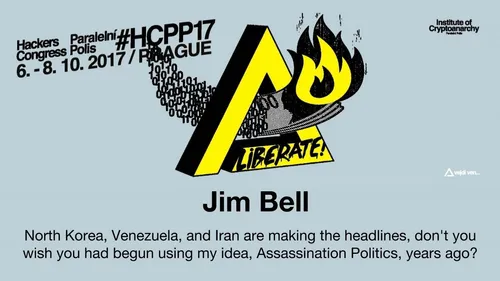 Hackers Paralelní #HCPP17
Congress Polis
6. - 8. 10. 2017 / PRAGUE
Institute of
Cryptoanarchy
LIBERATE!
Jim Bell
North Korea, Venezuela, and Iran are making the headlines, don't you
wish you had begun using my idea, Assassination Politics, years ago?